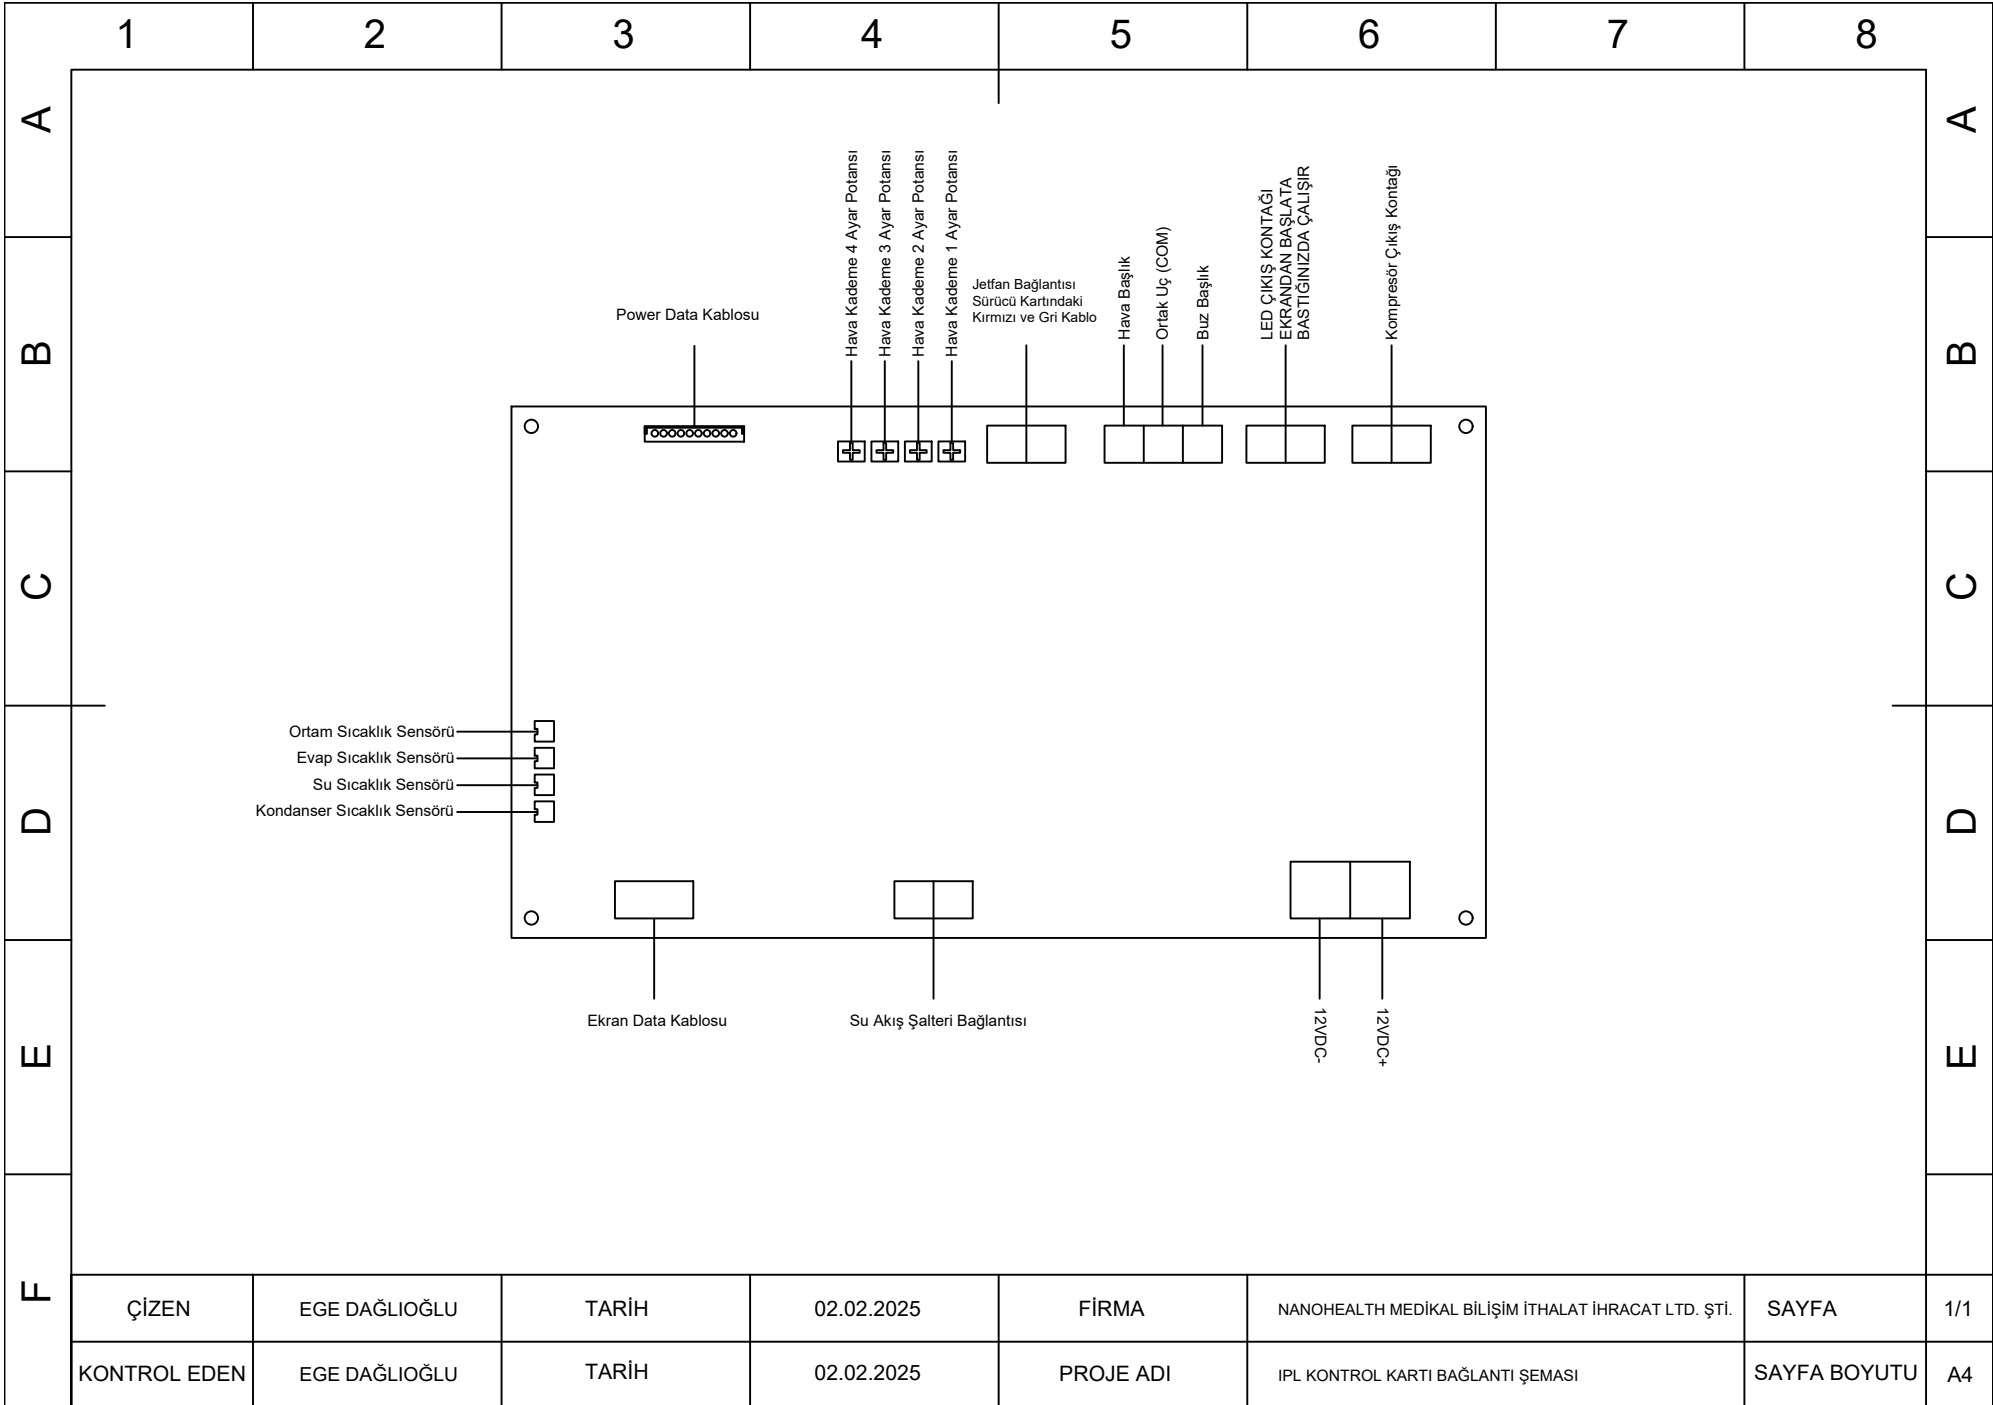 1 2 3 4 5 6 7 8
A A
B B
C C
D D
E E
F
Hava Kademe 4 Ayar Potansı
Hava Kademe 3 Ayar Potansı
Hava Kademe 2 Ayar Potansı
Hava Kademe 1 Ayar Potansı
Power Data Kablosu
Jetfan Bağlantısı
Sürücü Kartındaki
Kırmızı ve Gri Kablo
Hava Başlık
Ortak Uç (COM)
Buz Başlık
LED ÇIKIŞ KONTAĞI
EKRANDAN BAŞLATA
BASTIĞINIZDA ÇALIŞIR
Kompresör Çıkış Kontağı
Ortam Sıcaklık Sensörü
Evap Sıcaklık Sensörü
Su Sıcaklık Sensörü
Kondanser Sıcaklık Sensörü
Ekran Data Kablosu
Su Akış Şalteri Bağlantısı
12VDC-
12VDC+
ÇİZEN EGE DAĞLIOĞLU TARİH 02.02.2025 FİRMA NANOHEALTH MEDİKAL BİLİŞİM İTHALAT İHRACAT LTD. ŞTİ. SAYFA 1/1
KONTROL EDEN EGE DAĞLIOĞLU TARİH 02.02.2025 PROJE ADI IPL KONTROL KARTI BAĞLANTI ŞEMASI SAYFA BOYUTU A4